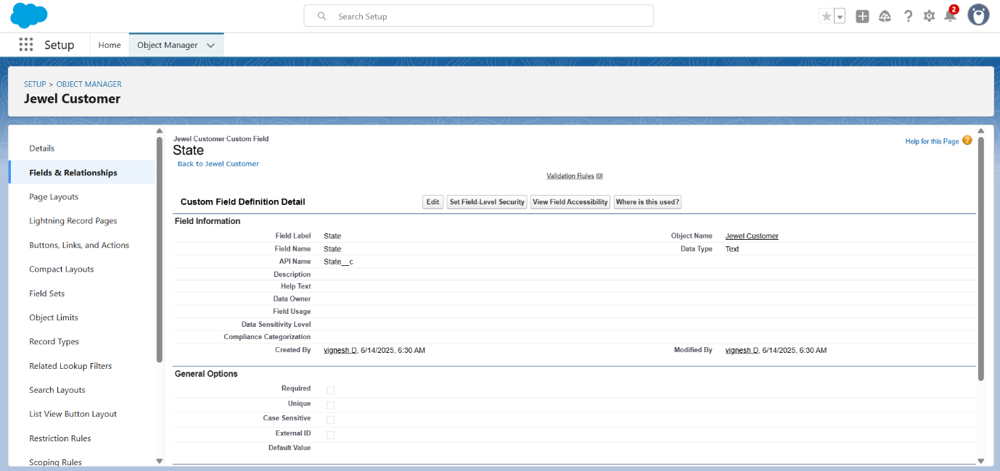 Search Setup
2
Setup
Home
Object Manager
SETUP > OBJECT MANAGER
Jewel Customer
Details
Fields & Relationships
Page Layouts
Lightning Record Pages
Buttons, Links, and Actions
Compact Layouts
Field Sets
Object Limits
Record Types
Related Lookup Filters
Search Layouts
List View Button Layout
Restriction Rules
Scoping Rules
Jewel Customer Custom Field
State
Back to Jewel Customer
Help for this Page ?
Validation Rules [0]
Custom Field Definition Detail
Edit Set Field-Level Security View Field Accessibility Where is this used?
Field Information
Field Label State Object Name Jewel Customer
Field Name State Data Type Text
API Name State__c
Description
Help Text
Data Owner
Field Usage
Data Sensitivity Level
Compliance Categorization
Created By vignesh D, 6/14/2025, 6:30 AM Modified By vignesh D, 6/14/2025, 6:30 AM
General Options
Required
Unique
Case Sensitive
External ID
Default Value